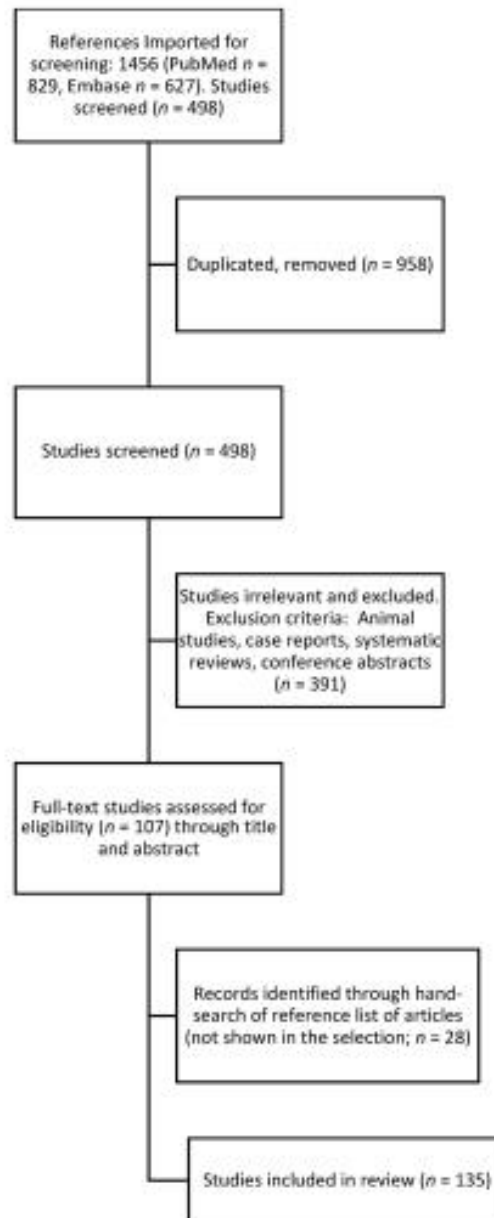 References Imported for
screening: 1456 (PubMed n =
829, Embase n = 627). Studies
screened (n = 498)
Duplicated, removed (n = 958)
Studies screened (n = 498)
Studies irrelevant and excluded.
Exclusion criteria:  Animal
studies, case reports, systematic
reviews, conference abstracts
(n = 391)
Full-text studies assessed for
eligibility (n = 107) through title
and abstract
Records identified through hand-
search of reference list of articles
(not shown in the selection; n = 28)
Studies included in review (n = 135)